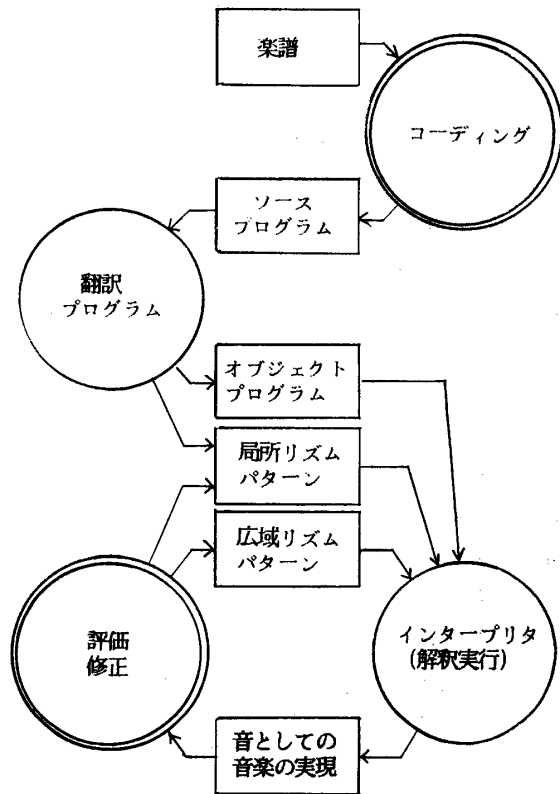 楽譜
コーディング
ソース
プログラム
翻訳
プログラム
オブジェクト
プログラム
局所リズム
パターン
広域リズム
パターン
評価
修正
インタープリタ
(解釈実行)
音としての
音楽の実現